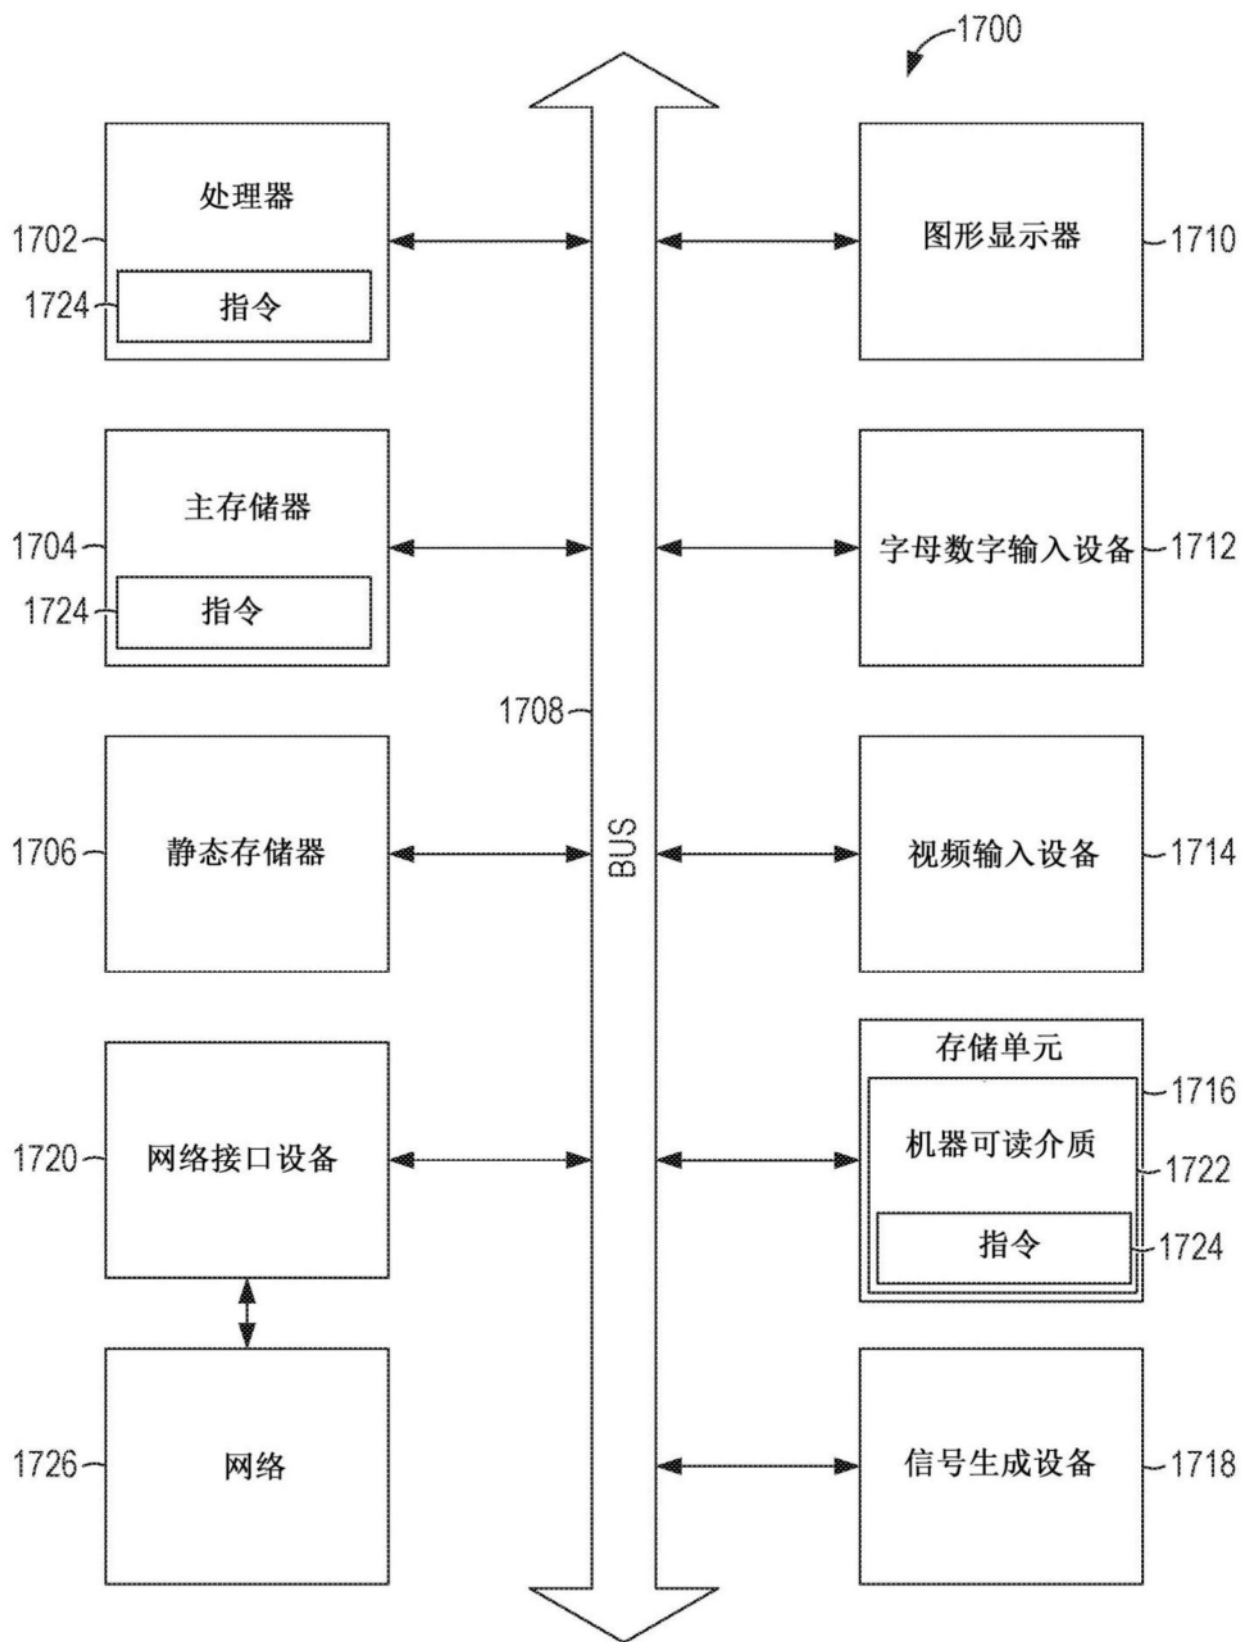 1700
处理器
1702
1724
指令
图形显示器
1710
主存储器
1704
1724
指令
字母数字输入设备
1712
1708
BUS
静态存储器
1706
视频输入设备
1714
网络接口设备
1720
存储单元
1716
机器可读介质
1722
指令
1724
网络
1726
信号生成设备
1718